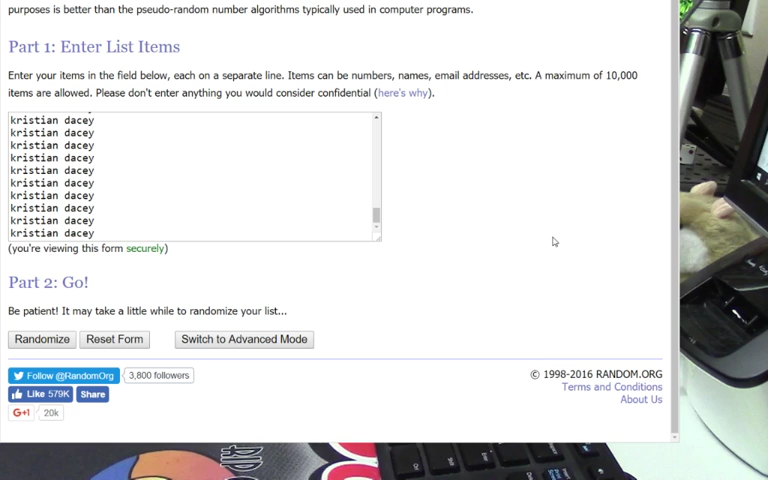 purposes is better than the pseudo-random number algorithms typically used in computer programs.
Part 1: Enter List Items
Enter your items in the field below, each on a separate line. Items can be numbers, names, email addresses, etc. A maximum of 10,000
items are allowed. Please don't enter anything you would consider confidential (here's why).
kristian dacey
kristian dacey
kristian dacey
kristian dacey
kristian dacey
kristian dacey
kristian dacey
kristian dacey
kristian dacey
kristian dacey
(you're viewing this form securely)
Part 2: Go!
Be patient! It may take a little while to randomize your list...
Randomize Reset Form Switch to Advanced Mode
Follow @RandomOrg 3,800 followers
Like 579K Share
G+1 20k
© 1998-2016 RANDOM.ORG
Terms and Conditions
About Us